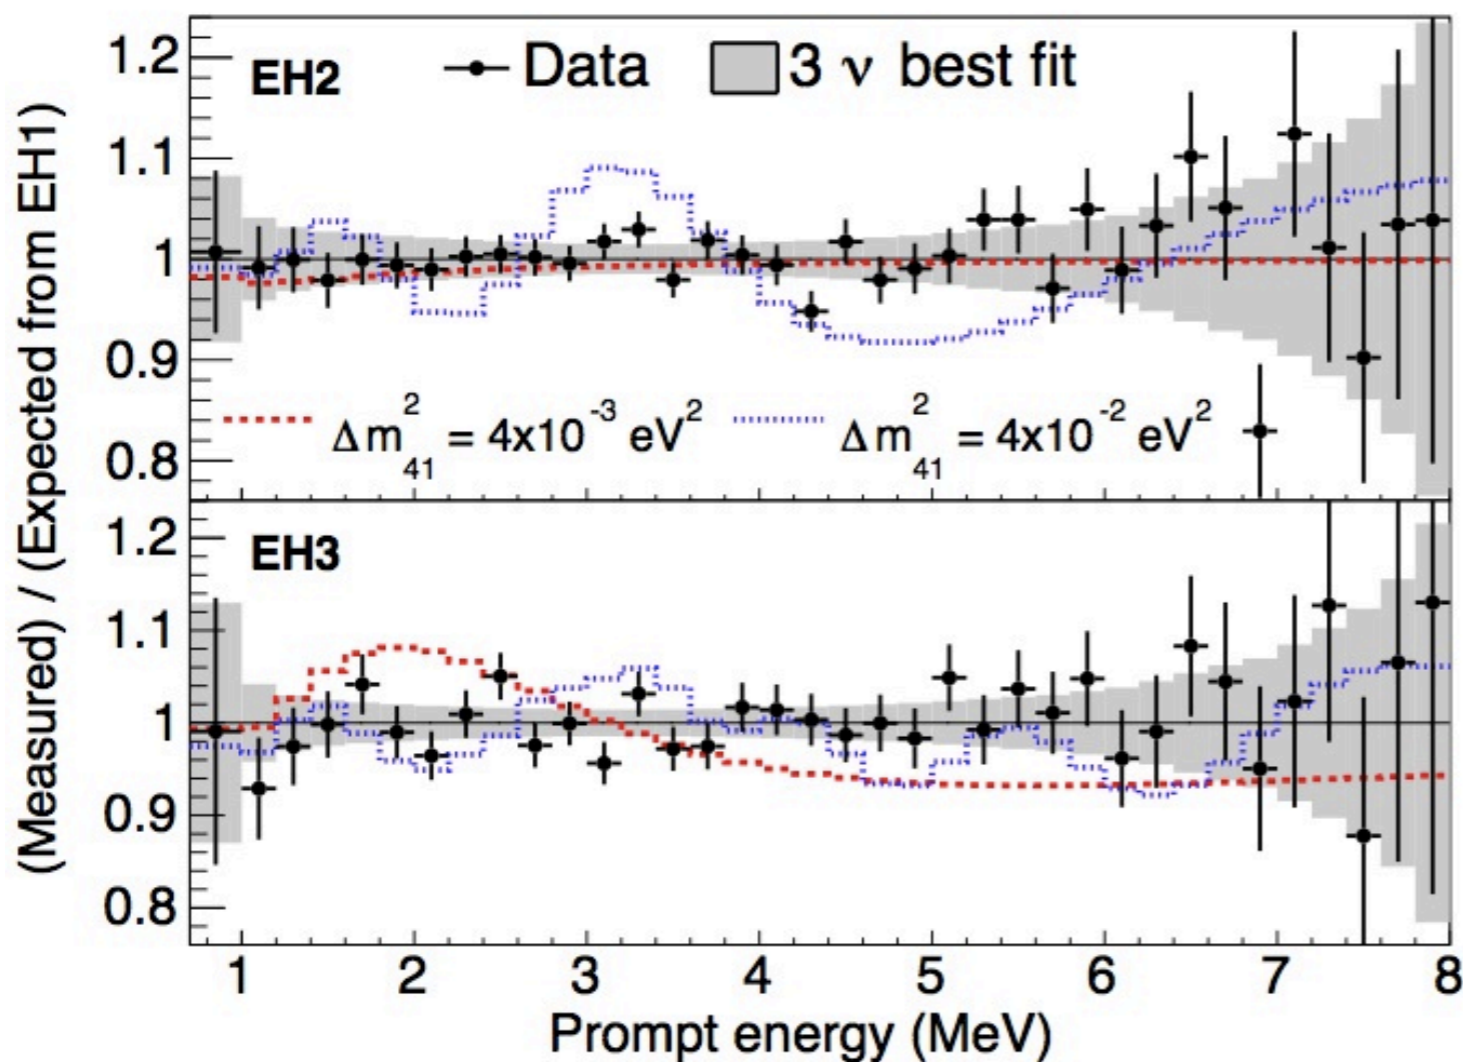 (Measured) / (Expected from EH1)
1.2
1.1
1
0.9
0.8
EH2
Data
3 ν best fit
Δm²₄₁ = 4x10⁻³ eV²
Δm²₄₁ = 4x10⁻² eV²
1.2
1.1
1
0.9
0.8
EH3
1 2 3 4 5 6 7 8
Prompt energy (MeV)